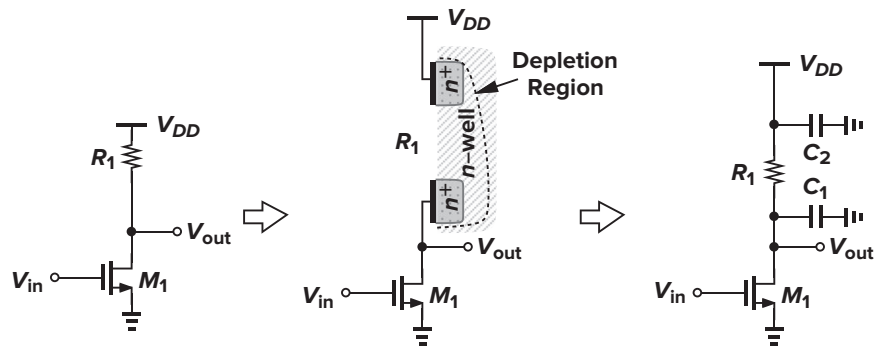 V_DD
R_1
V_out
V_in
M_1
V_DD
Depletion
Region
n^+
R_1
n–well
n^+
V_out
V_in
M_1
V_DD
C_2
R_1
C_1
V_out
V_in
M_1